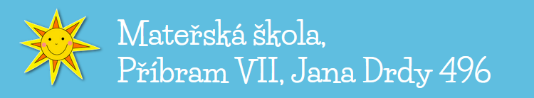 Mateřská škola,
Příbram VII, Jana Drdy 496